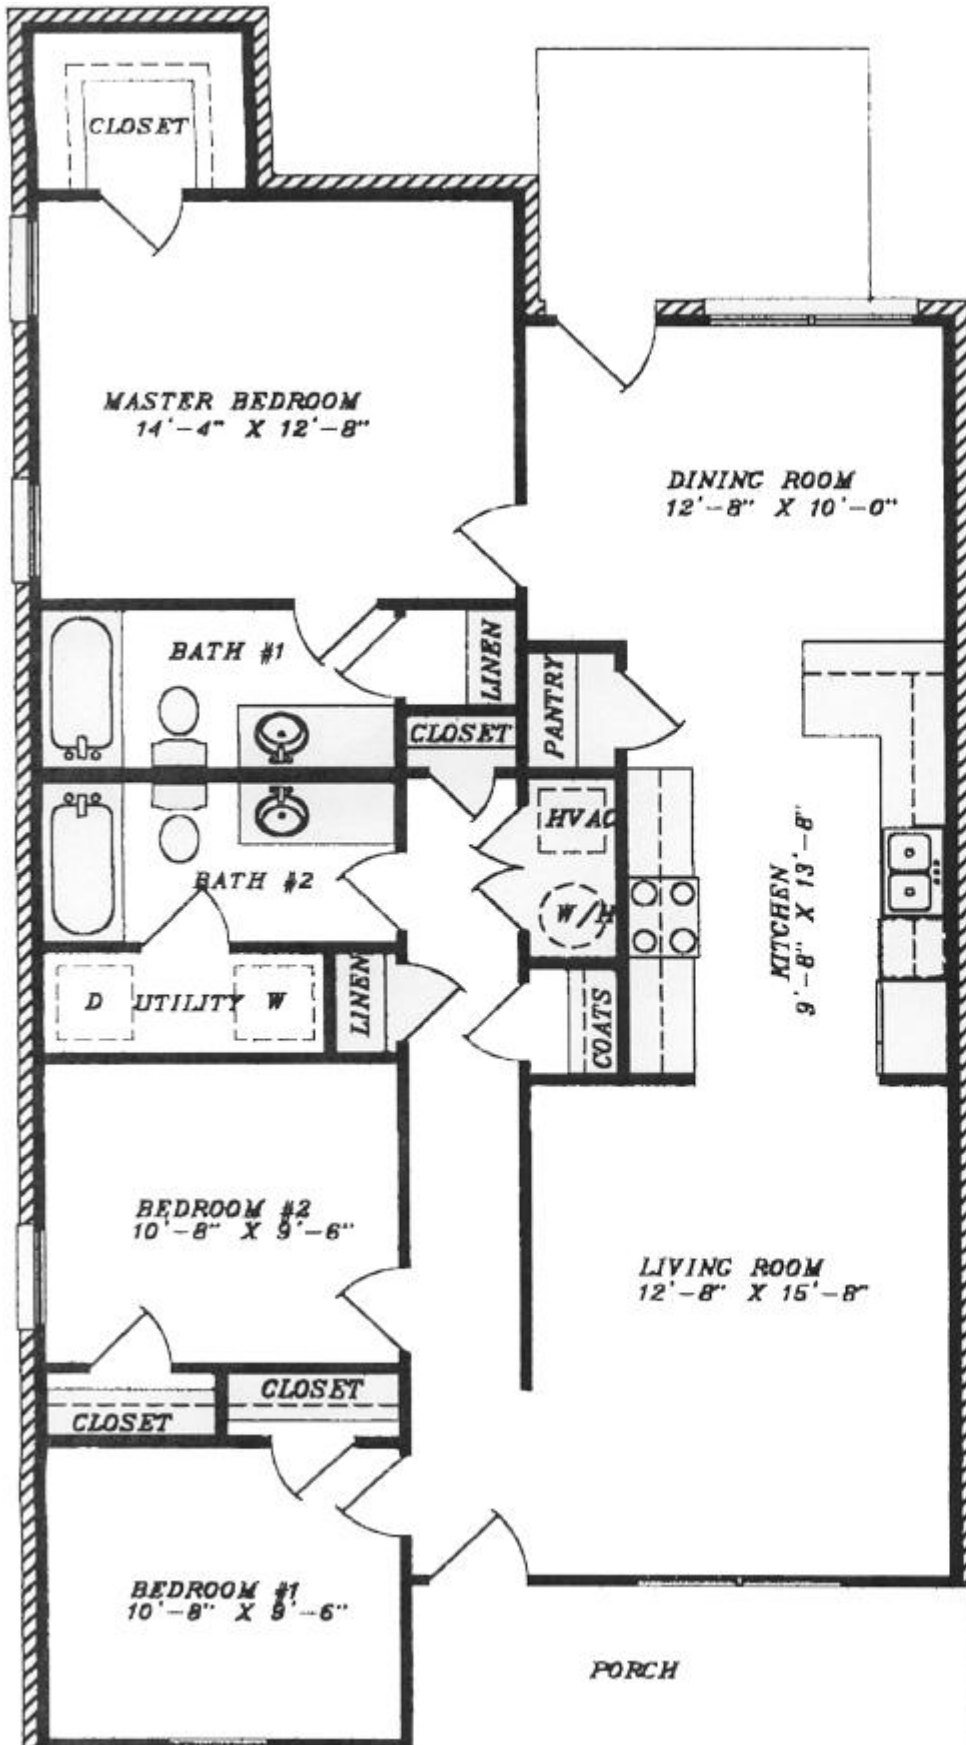 CLOSET
MASTER BEDROOM
14'-4" X 12'-8"
DINING ROOM
12'-8" X 10'-0"
BATH #1
LINEN
PANTRY
CLOSET
HVAC
BATH #2
W/H
KITCHEN
9'-8" X 13'-8"
D
UTILITY
W
LINEN
COATS
BEDROOM #2
10'-8" X 9'-6"
LIVING ROOM
12'-8" X 15'-8"
CLOSET
CLOSET
BEDROOM #1
10'-8" X 9'-6"
PORCH